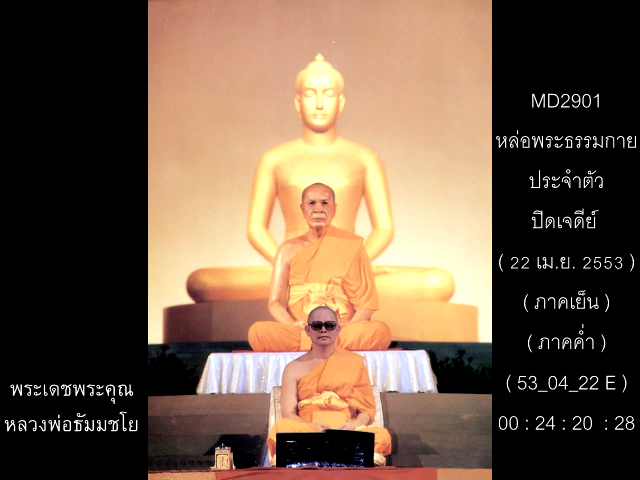 MD2901
หล่อพระธรรมกาย
ประจำตัว
ปิดเจดีย์
( 22 เม.ย. 2553 )
( ภาคเย็น )
( ภาคค่ำ )
( 53_04_22 E )
00 : 24 : 20 : 28
พระเดชพระคุณ
หลวงพ่อธัมมชโย